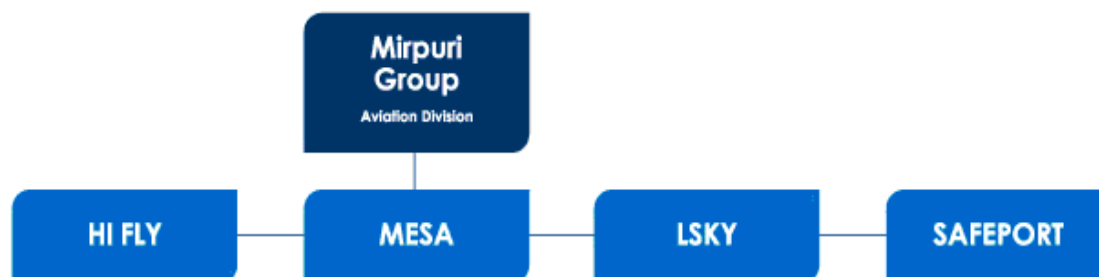 Mirpuri
Group
Aviation Division
HI FLY
MESA
LSKY
SAFEPORT